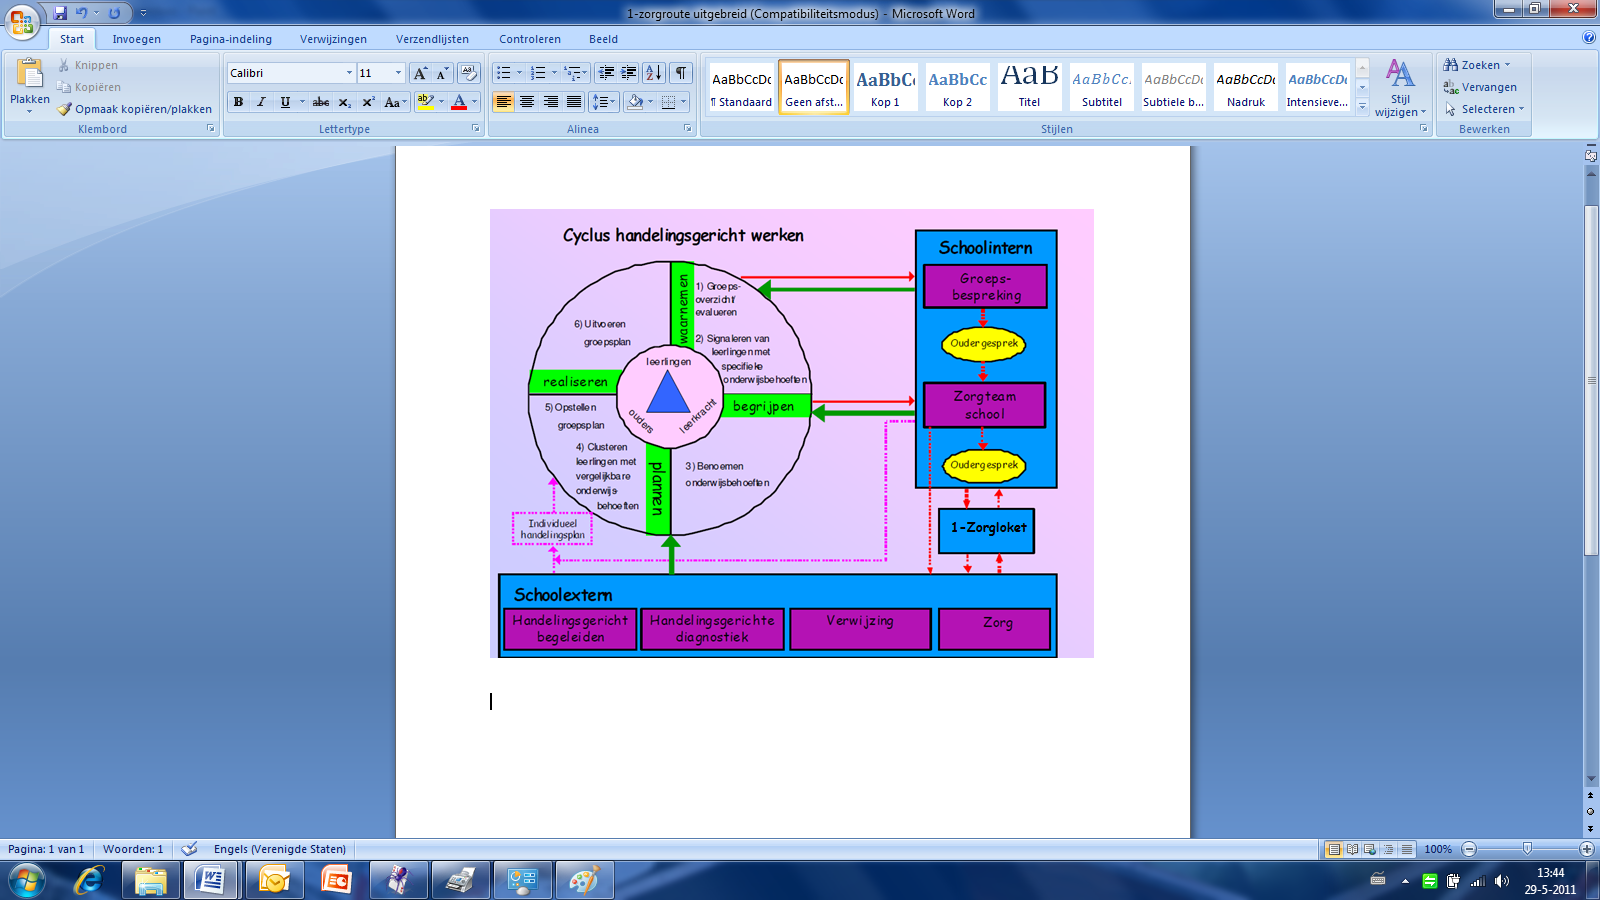 1-zorgroute uitgebreid (Compatibiliteitsmodus) - Microsoft Word
Start Invoegen Pagina-indeling Verwijzingen Verzendlijsten Controleren Beeld
Plakken
Knippen
Kopiëren
Opmaak kopiëren/plakken
Klembord
Calibri 11
B I U abc x₂ x² Aa
Lettertype
Alinea
AaBbCcDc AaBbCcDc AaBbCc AaBbCc AaB AaBbCc. AaBbCcDc AaBbCcDc AaBbCcDc
¶ Standaard Geen afst... Kop 1 Kop 2 Titel Subtitel Subtiele b... Nadruk Intensieve...
Stijl
wijzigen
Stijlen
Zoeken
Vervangen
Selecteren
Bewerken
Cyclus handelingsgericht werken
waarnemen
1) Groeps-
overzicht/
evalueren
2) Signaleren van
leerlingen met
specifieke
onderwijsbehoeften
begrijpen
3) Benoemen
onderwijsbehoeften
plannen
4) Clusteren
leerlingen met
vergelijkbare
onderwijs-
behoeften
5) Opstellen
groepsplan
realiseren
6) Uitvoeren
groepsplan
leerlingen
ouders
leerkracht
Individueel
handelingsplan
Schoolintern
Groeps-
bespreking
Oudergesprek
Zorgteam
school
Oudergesprek
1-Zorgloket
Schoolextern
Handelingsgericht
begeleiden
Handelingsgerichte
diagnostiek
Verwijzing
Zorg
Pagina: 1 van 1 Woorden: 1 Engels (Verenigde Staten) 100%
13:44
29-5-2011